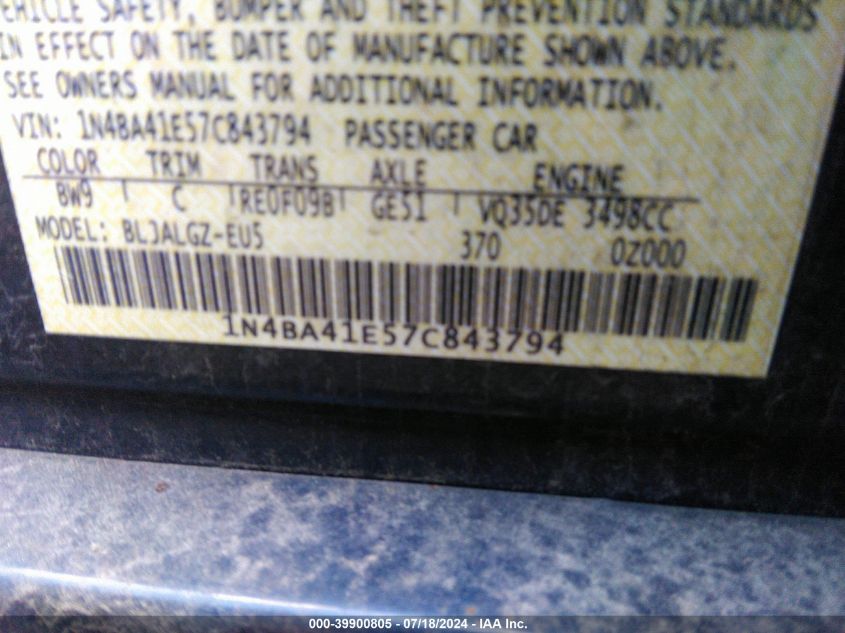 VEHICLE SAFETY, BUMPER AND THEFT PREVENTION STANDARDS
IN EFFECT ON THE DATE OF MANUFACTURE SHOWN ABOVE.
SEE OWNERS MANUAL FOR ADDITIONAL INFORMATION.
VIN: 1N4BA41E57C843794 PASSENGER CAR
COLOR TRIM TRANS AXLE ENGINE
BW9 C RE0F09B GE51 VQ35DE 3498CC
MODEL: BLJALGZ-EU5 370 0Z000
1N4BA41E57C843794
000-39900805 - 07/18/2024 - IAA Inc.